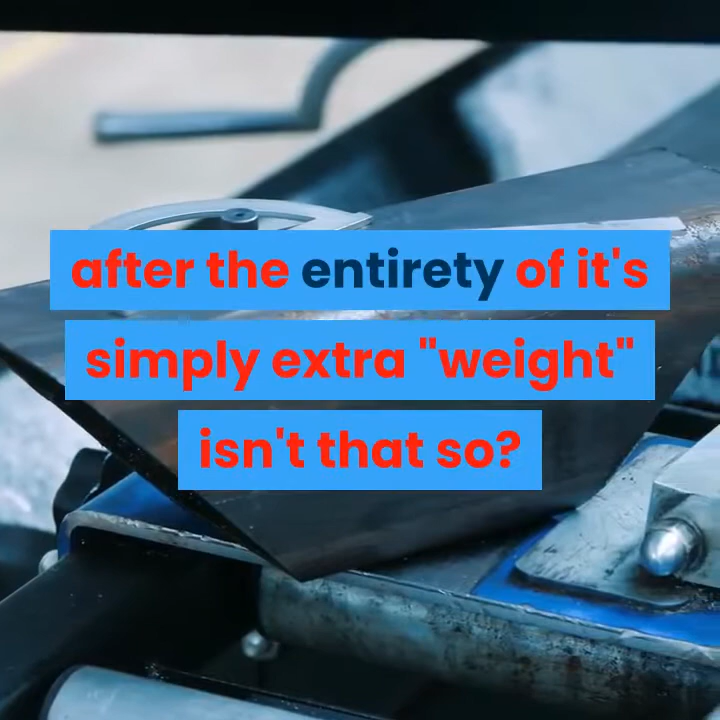 after the entirety of it's
simply extra "weight"
isn't that so?